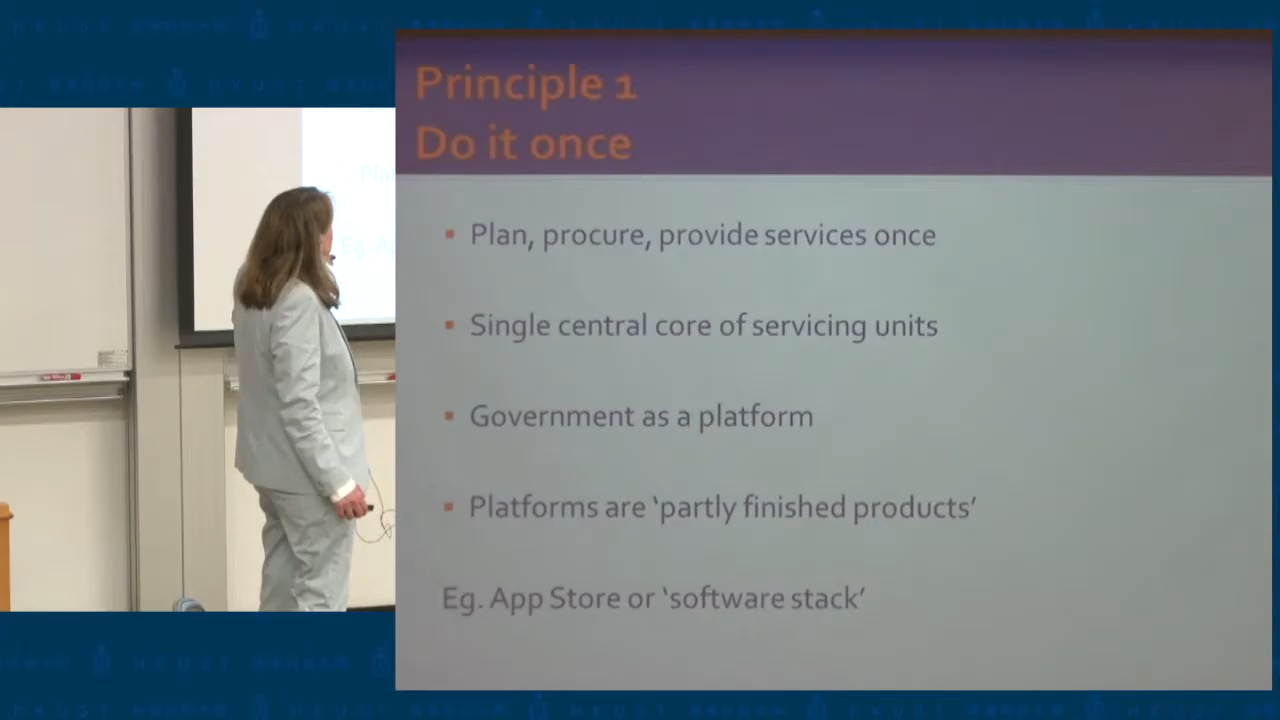 Principle 1
Do it once
▪ Plan, procure, provide services once
▪ Single central core of servicing units
▪ Government as a platform
▪ Platforms are ‘partly finished products’
Eg. App Store or ‘software stack’